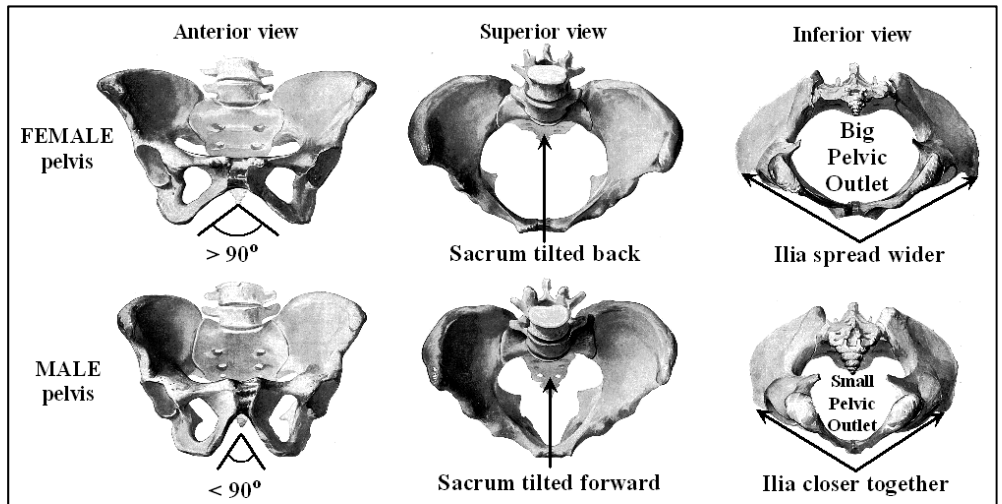 Anterior view
Superior view
Inferior view
FEMALE
pelvis
Big
Pelvic
Outlet
> 90º
Sacrum tilted back
Ilia spread wider
MALE
pelvis
Small
Pelvic
Outlet
< 90º
Sacrum tilted forward
Ilia closer together